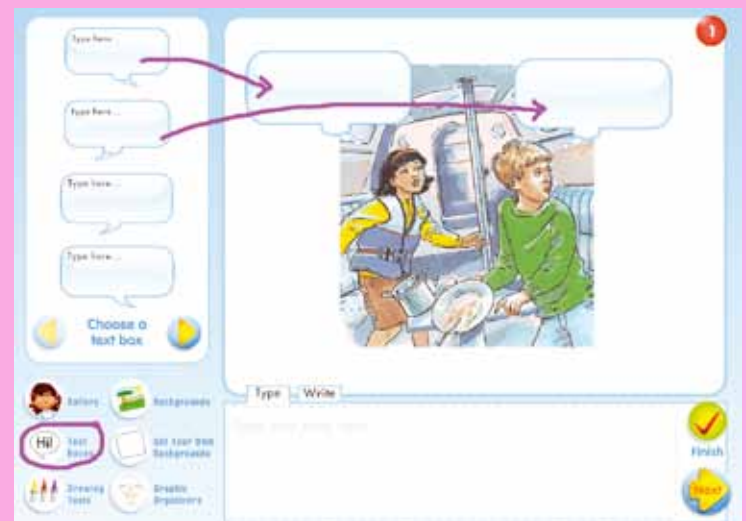 Type here...
Type here...
Type here...
Type here...
Choose a
text box
Hi!
Text
Boxes
Backgrounds
Get Your Own
Backgrounds
Drawing
Tools
Graphic
Organizers
1
Type
Write
Finish
Next